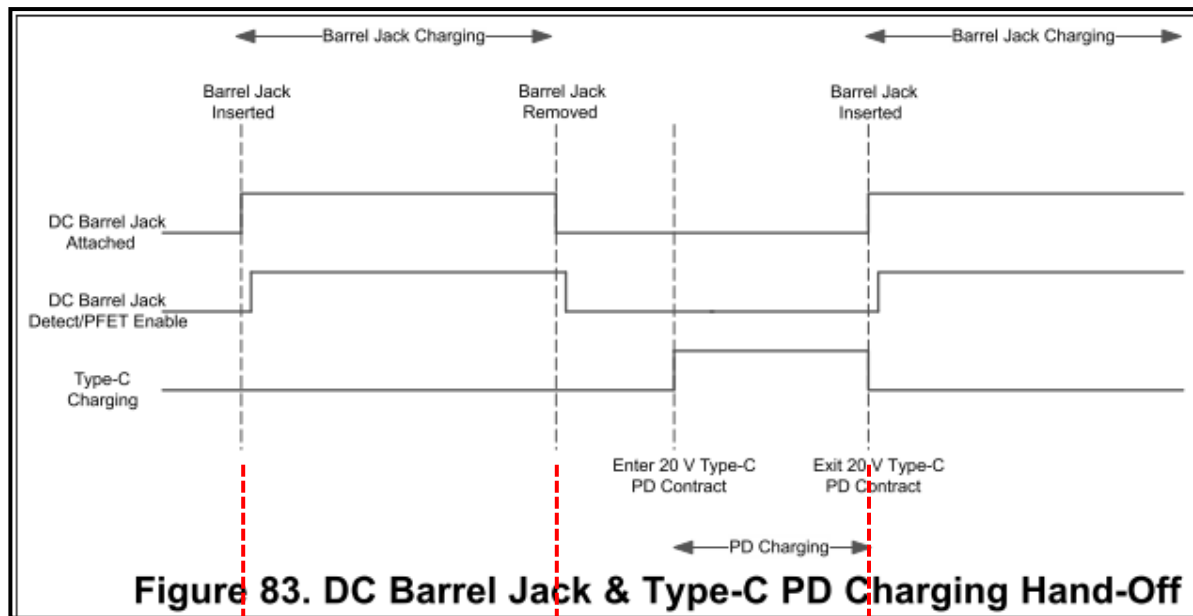 Barrel Jack Charging
Barrel Jack Charging
Barrel Jack
Inserted
Barrel Jack
Removed
Barrel Jack
Inserted
DC Barrel Jack
Attached
DC Barrel Jack
Detect/PFET Enable
Type-C
Charging
Enter 20 V Type-C
PD Contract
Exit 20 V Type-C
PD Contract
PD Charging
Figure 83. DC Barrel Jack & Type-C PD Charging Hand-Off